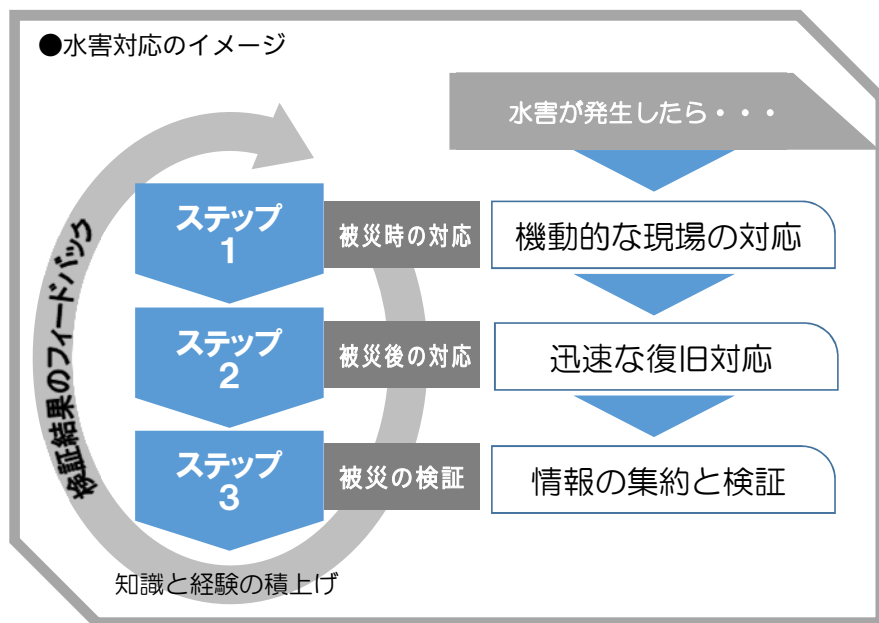 ●水害対応のイメージ
水害が発生したら・・・
ステップ
1
被災時の対応
機動的な現場の対応
ステップ
2
被災後の対応
迅速な復旧対応
ステップ
3
被災の検証
情報の集約と検証
検証結果のフィードバック
知識と経験の積上げ